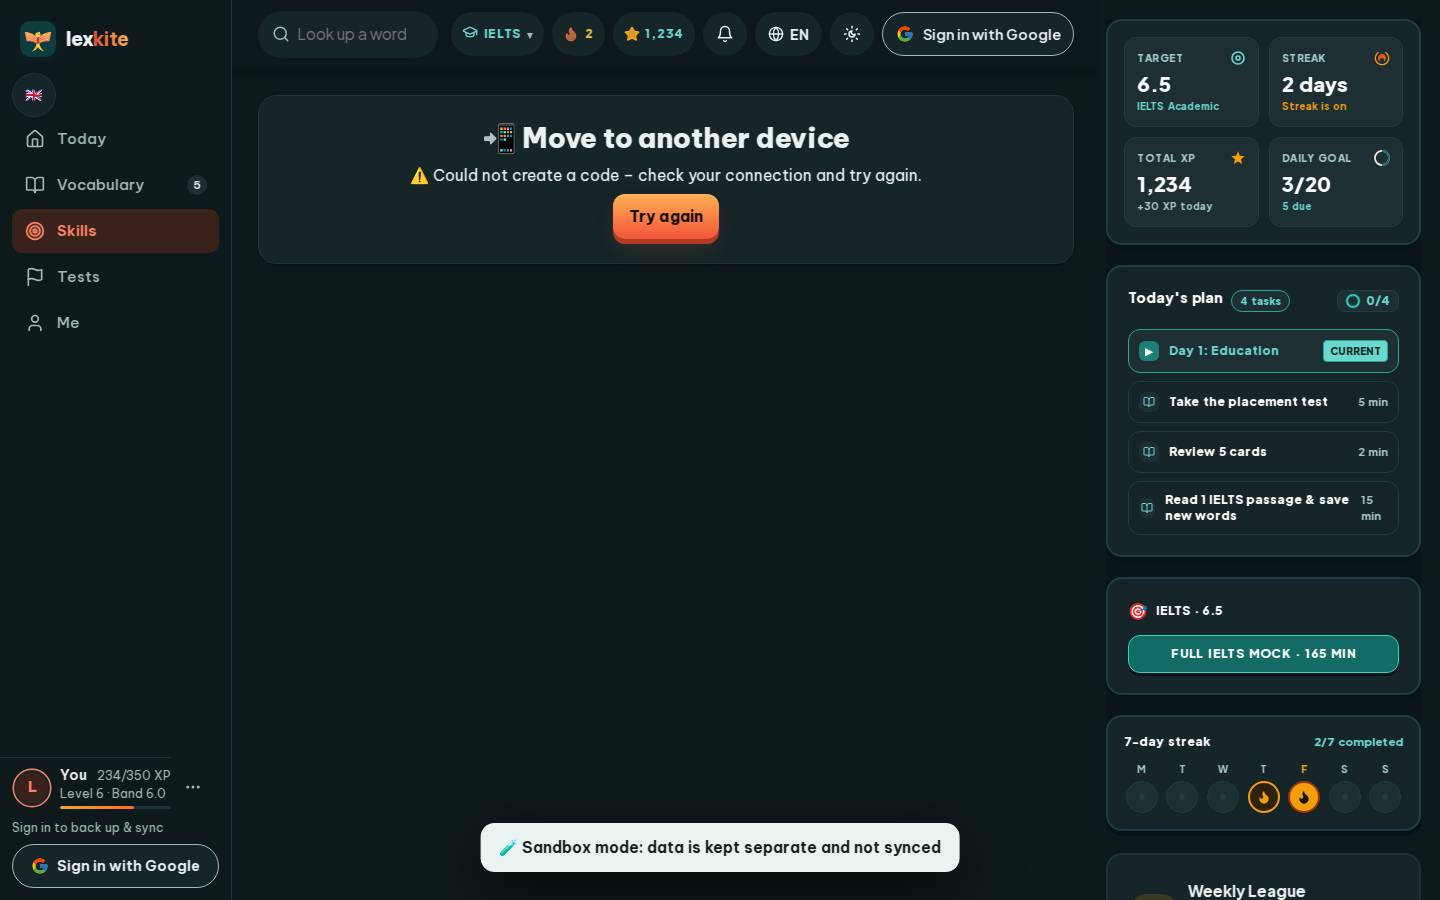 lexkite
Today
Vocabulary 5
Skills
Tests
Me
You 234/350 XP
Level 6 · Band 6.0
Sign in to back up & sync
Sign in with Google
Look up a word
IELTS
2
1,234
EN
Sign in with Google
Move to another device
Could not create a code – check your connection and try again.
Try again
Sandbox mode: data is kept separate and not synced
TARGET
6.5
IELTS Academic
STREAK
2 days
Streak is on
TOTAL XP
1,234
+30 XP today
DAILY GOAL
3/20
5 due
Today's plan 4 tasks 0/4
Day 1: Education CURRENT
Take the placement test 5 min
Review 5 cards 2 min
Read 1 IELTS passage & save new words 15 min
IELTS · 6.5
FULL IELTS MOCK · 165 MIN
7-day streak 2/7 completed
M T W T F S S
Weekly League
L